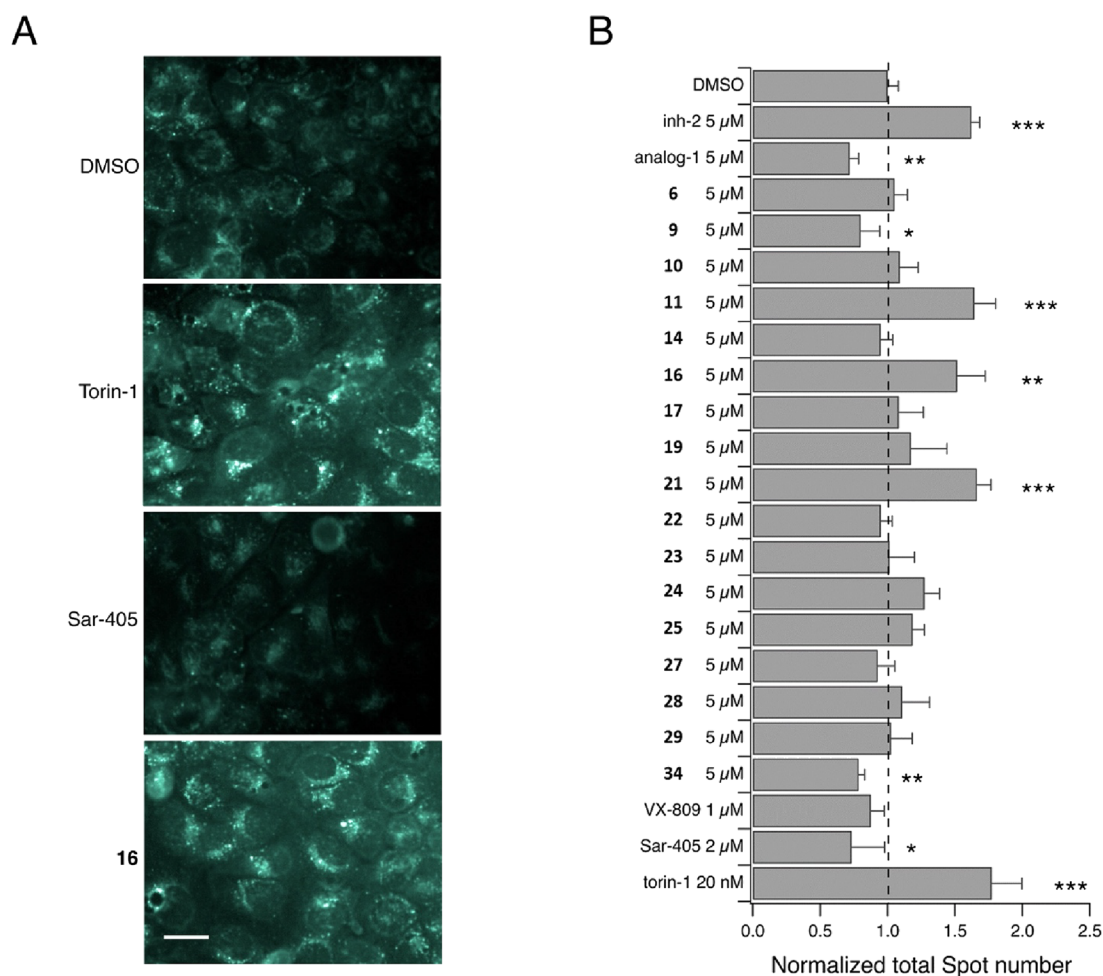 A
DMSO
Torin-1
Sar-405
16
B
DMSO
inh-2 5 µM ***
analog-1 5 µM **
6 5 µM
9 5 µM *
10 5 µM
11 5 µM ***
14 5 µM
16 5 µM **
17 5 µM
19 5 µM
21 5 µM ***
22 5 µM
23 5 µM
24 5 µM
25 5 µM
27 5 µM
28 5 µM
29 5 µM
34 5 µM **
VX-809 1 µM
Sar-405 2 µM *
torin-1 20 nM ***
0.0 0.5 1.0 1.5 2.0 2.5
Normalized total Spot number